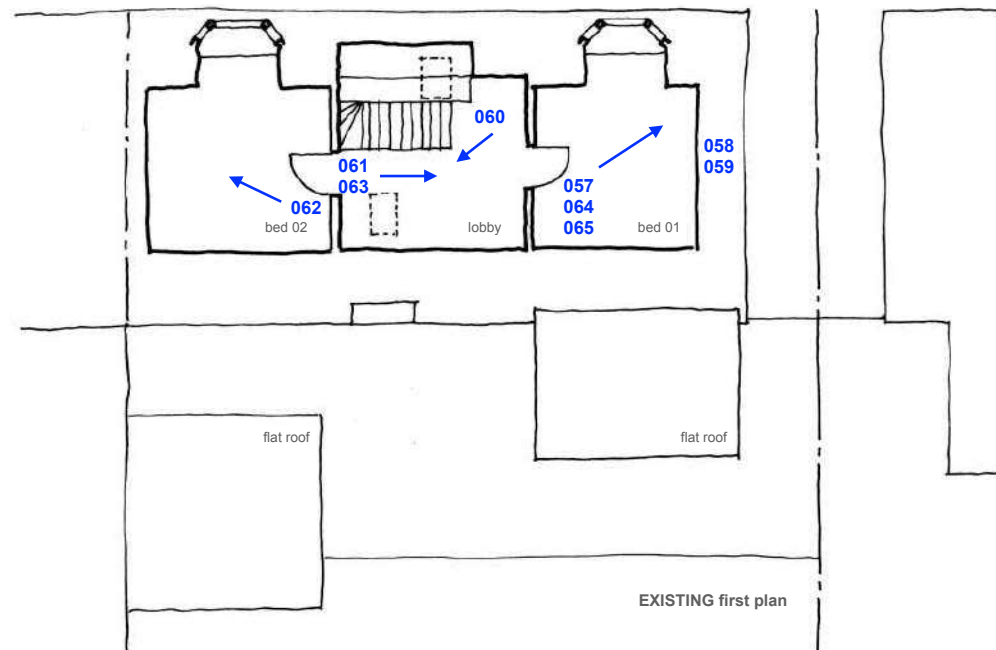 060
058
059
061
063
057
064
065
062
bed 02
lobby
bed 01
flat roof
flat roof
EXISTING first plan